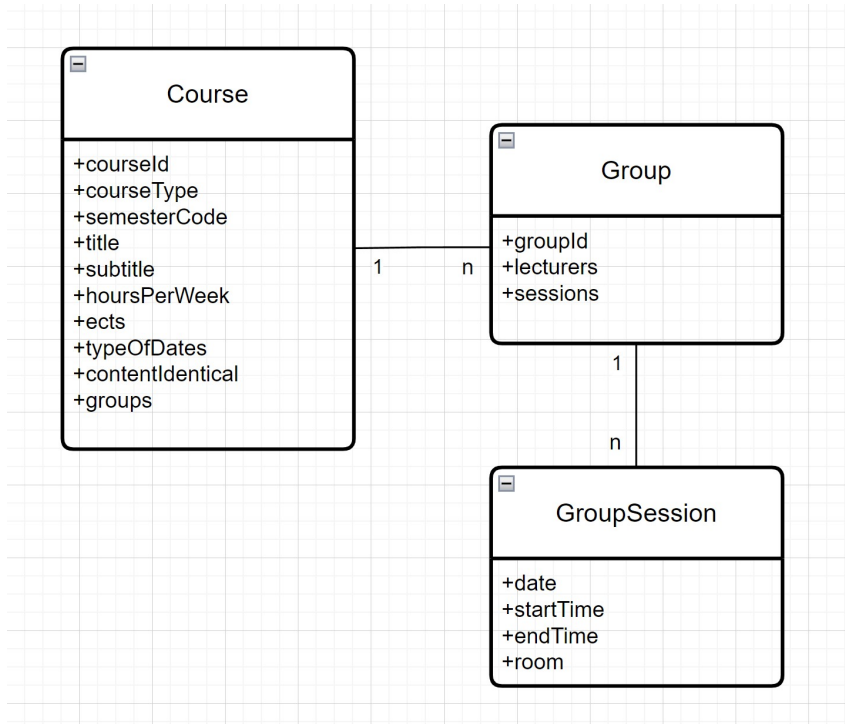 Course
+courseId
+courseType
+semesterCode
+title
+subtitle
+hoursPerWeek
+ects
+typeOfDates
+contentIdentical
+groups
1
n
Group
+groupId
+lecturers
+sessions
1
n
GroupSession
+date
+startTime
+endTime
+room